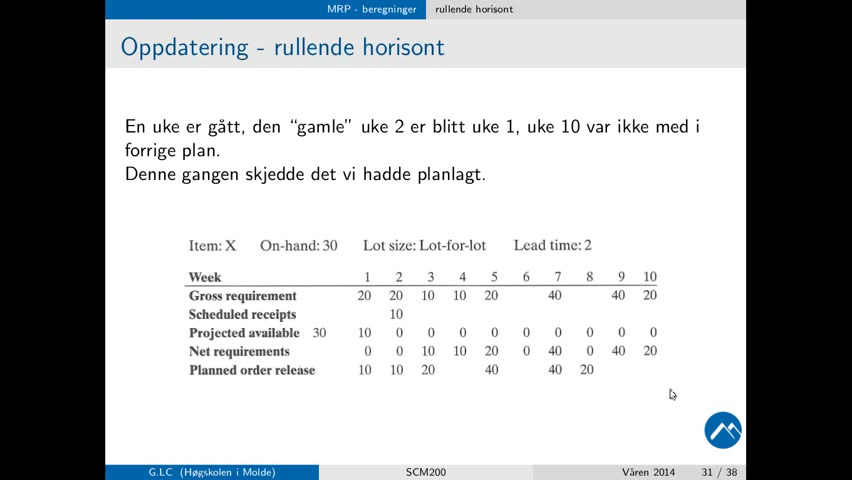 MRP - beregninger rullende horisont
Oppdatering - rullende horisont
En uke er gått, den “gamle” uke 2 er blitt uke 1, uke 10 var ikke med i
forrige plan.
Denne gangen skjedde det vi hadde planlagt.
Item: X On-hand: 30 Lot size: Lot-for-lot Lead time: 2
Week 1 2 3 4 5 6 7 8 9 10
Gross requirement 20 20 10 10 20 40 40 20
Scheduled receipts 10
Projected available 30 10 0 0 0 0 0 0 0 0 0
Net requirements 0 0 10 10 20 0 40 0 40 20
Planned order release 10 10 20 40 40 20
G.LC (Høgskolen i Molde) SCM200 Våren 2014 31 / 38